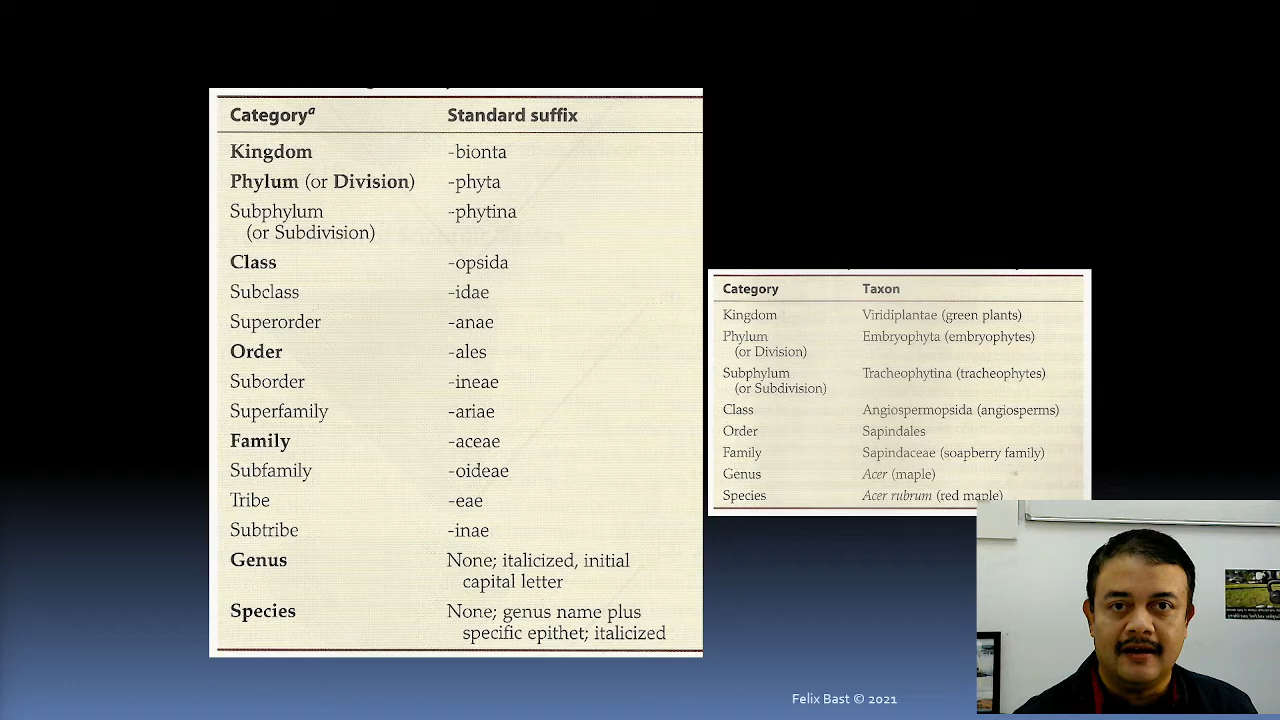 Categoryª Standard suffix
Kingdom -bionta
Phylum (or Division) -phyta
Subphylum -phytina
(or Subdivision)
Class -opsida
Subclass -idae
Superorder -anae
Order -ales
Suborder -ineae
Superfamily -ariae
Family -aceae
Subfamily -oideae
Tribe -eae
Subtribe -inae
Genus None; italicized, initial
capital letter
Species None; genus name plus
specific epithet; italicized
Category Taxon
Kingdom Viridiplantae (green plants)
Phylum Embryophyta (embryophytes)
(or Division)
Subphylum Tracheophytina (tracheophytes)
(or Subdivision)
Class Angiospermopsida (angiosperms)
Order Sapindales
Family Sapindaceae (soapberry family)
Genus Acer (maple)
Species Acer rubrum (red maple)
Felix Bast © 2021